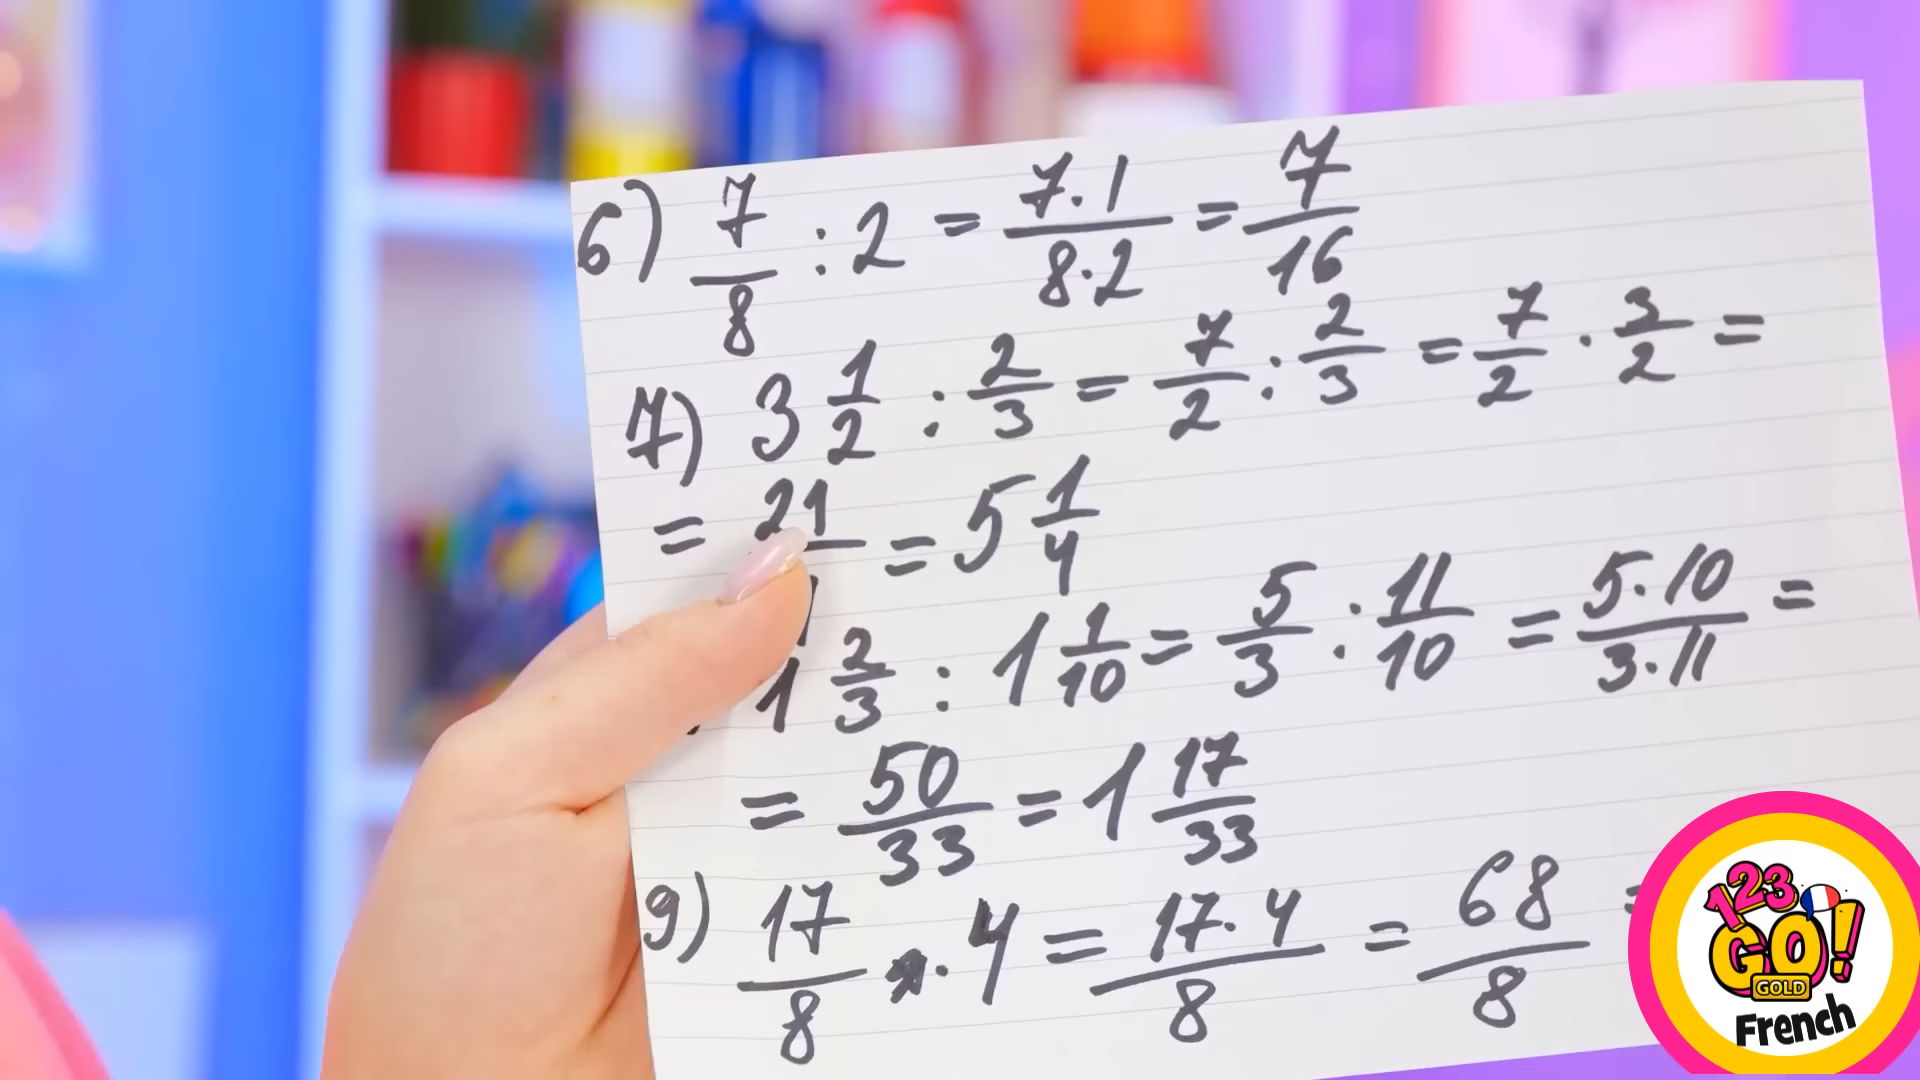 6) 7/8 : 2 = 7·1/8·2 = 7/16
7) 3 1/2 : 2/3 = 7/2 : 2/3 = 7/2 · 3/2 =
= 21/ = 5 1/4
1 2/3 : 1 1/10 = 5/3 : 11/10 = 5·10/3·11 =
= 50/33 = 1 17/33
9) 17/8 · 4 = 17·4/8 = 68/8 =
123
GO!
GOLD
French